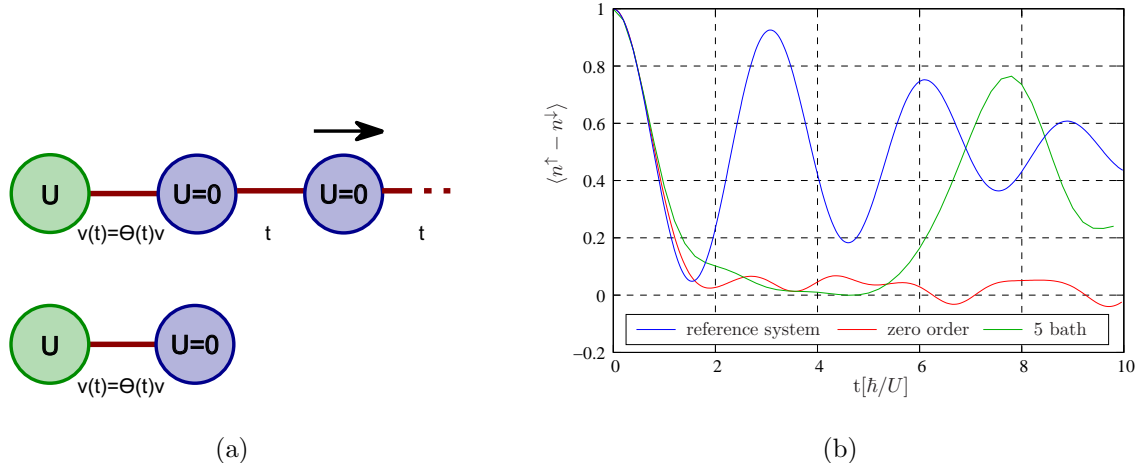 U
U=0
U=0
v(t)=Θ(t)v
t
t
U
U=0
v(t)=Θ(t)v
(a)
1
0.8
0.6
0.4
0.2
0
−0.2
⟨n↑ − n↓⟩
reference system
zero order
5 bath
0 2 4 6 8 10
t[ℏ/U]
(b)